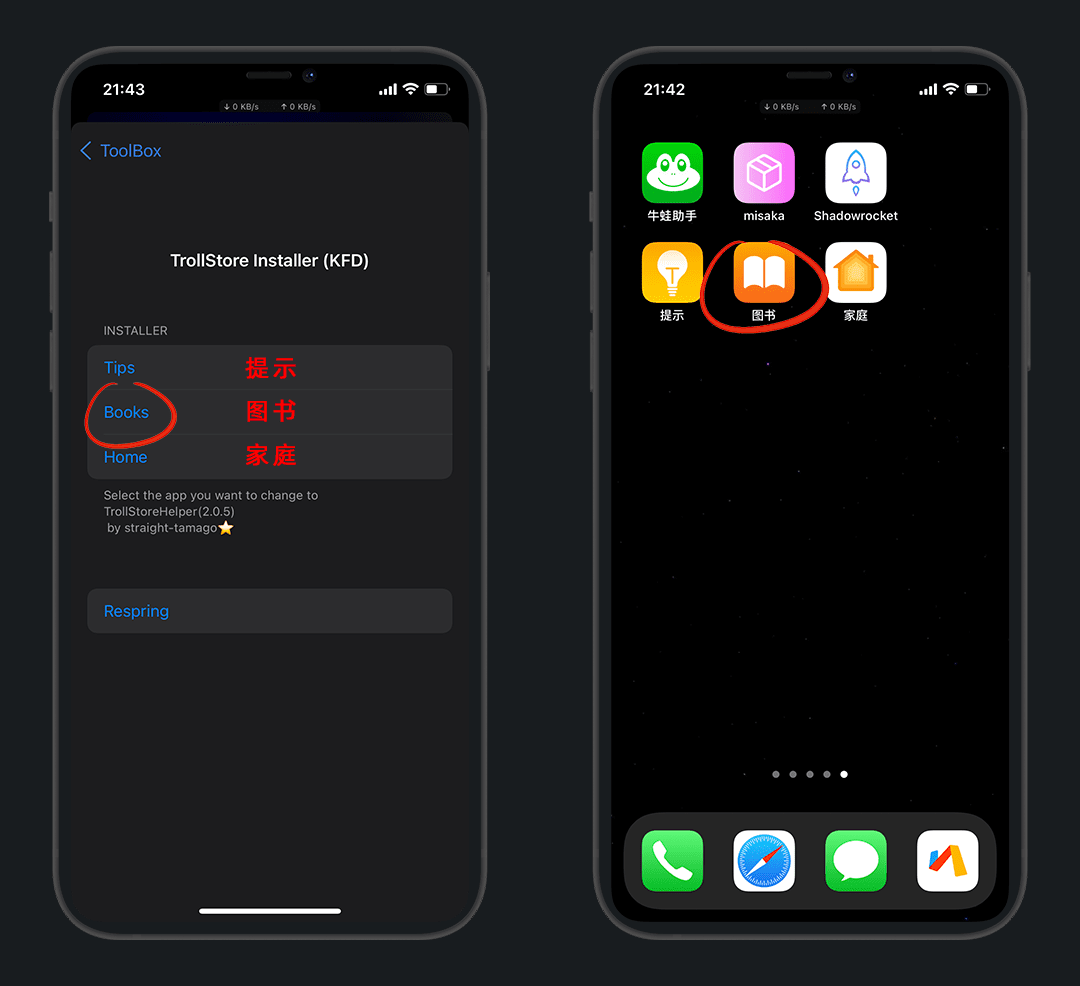 21:43
↓ 0 KB/s ↑ 0 KB/s
ToolBox
TrollStore Installer (KFD)
INSTALLER
Tips 提示
Books 图书
Home 家庭
Select the app you want to change to
TrollStoreHelper(2.0.5)
by straight-tamago⭐
Respring
21:42
↓ 0 KB/s ↑ 0 KB/s
牛蛙助手 misaka Shadowrocket
提示 图书 家庭